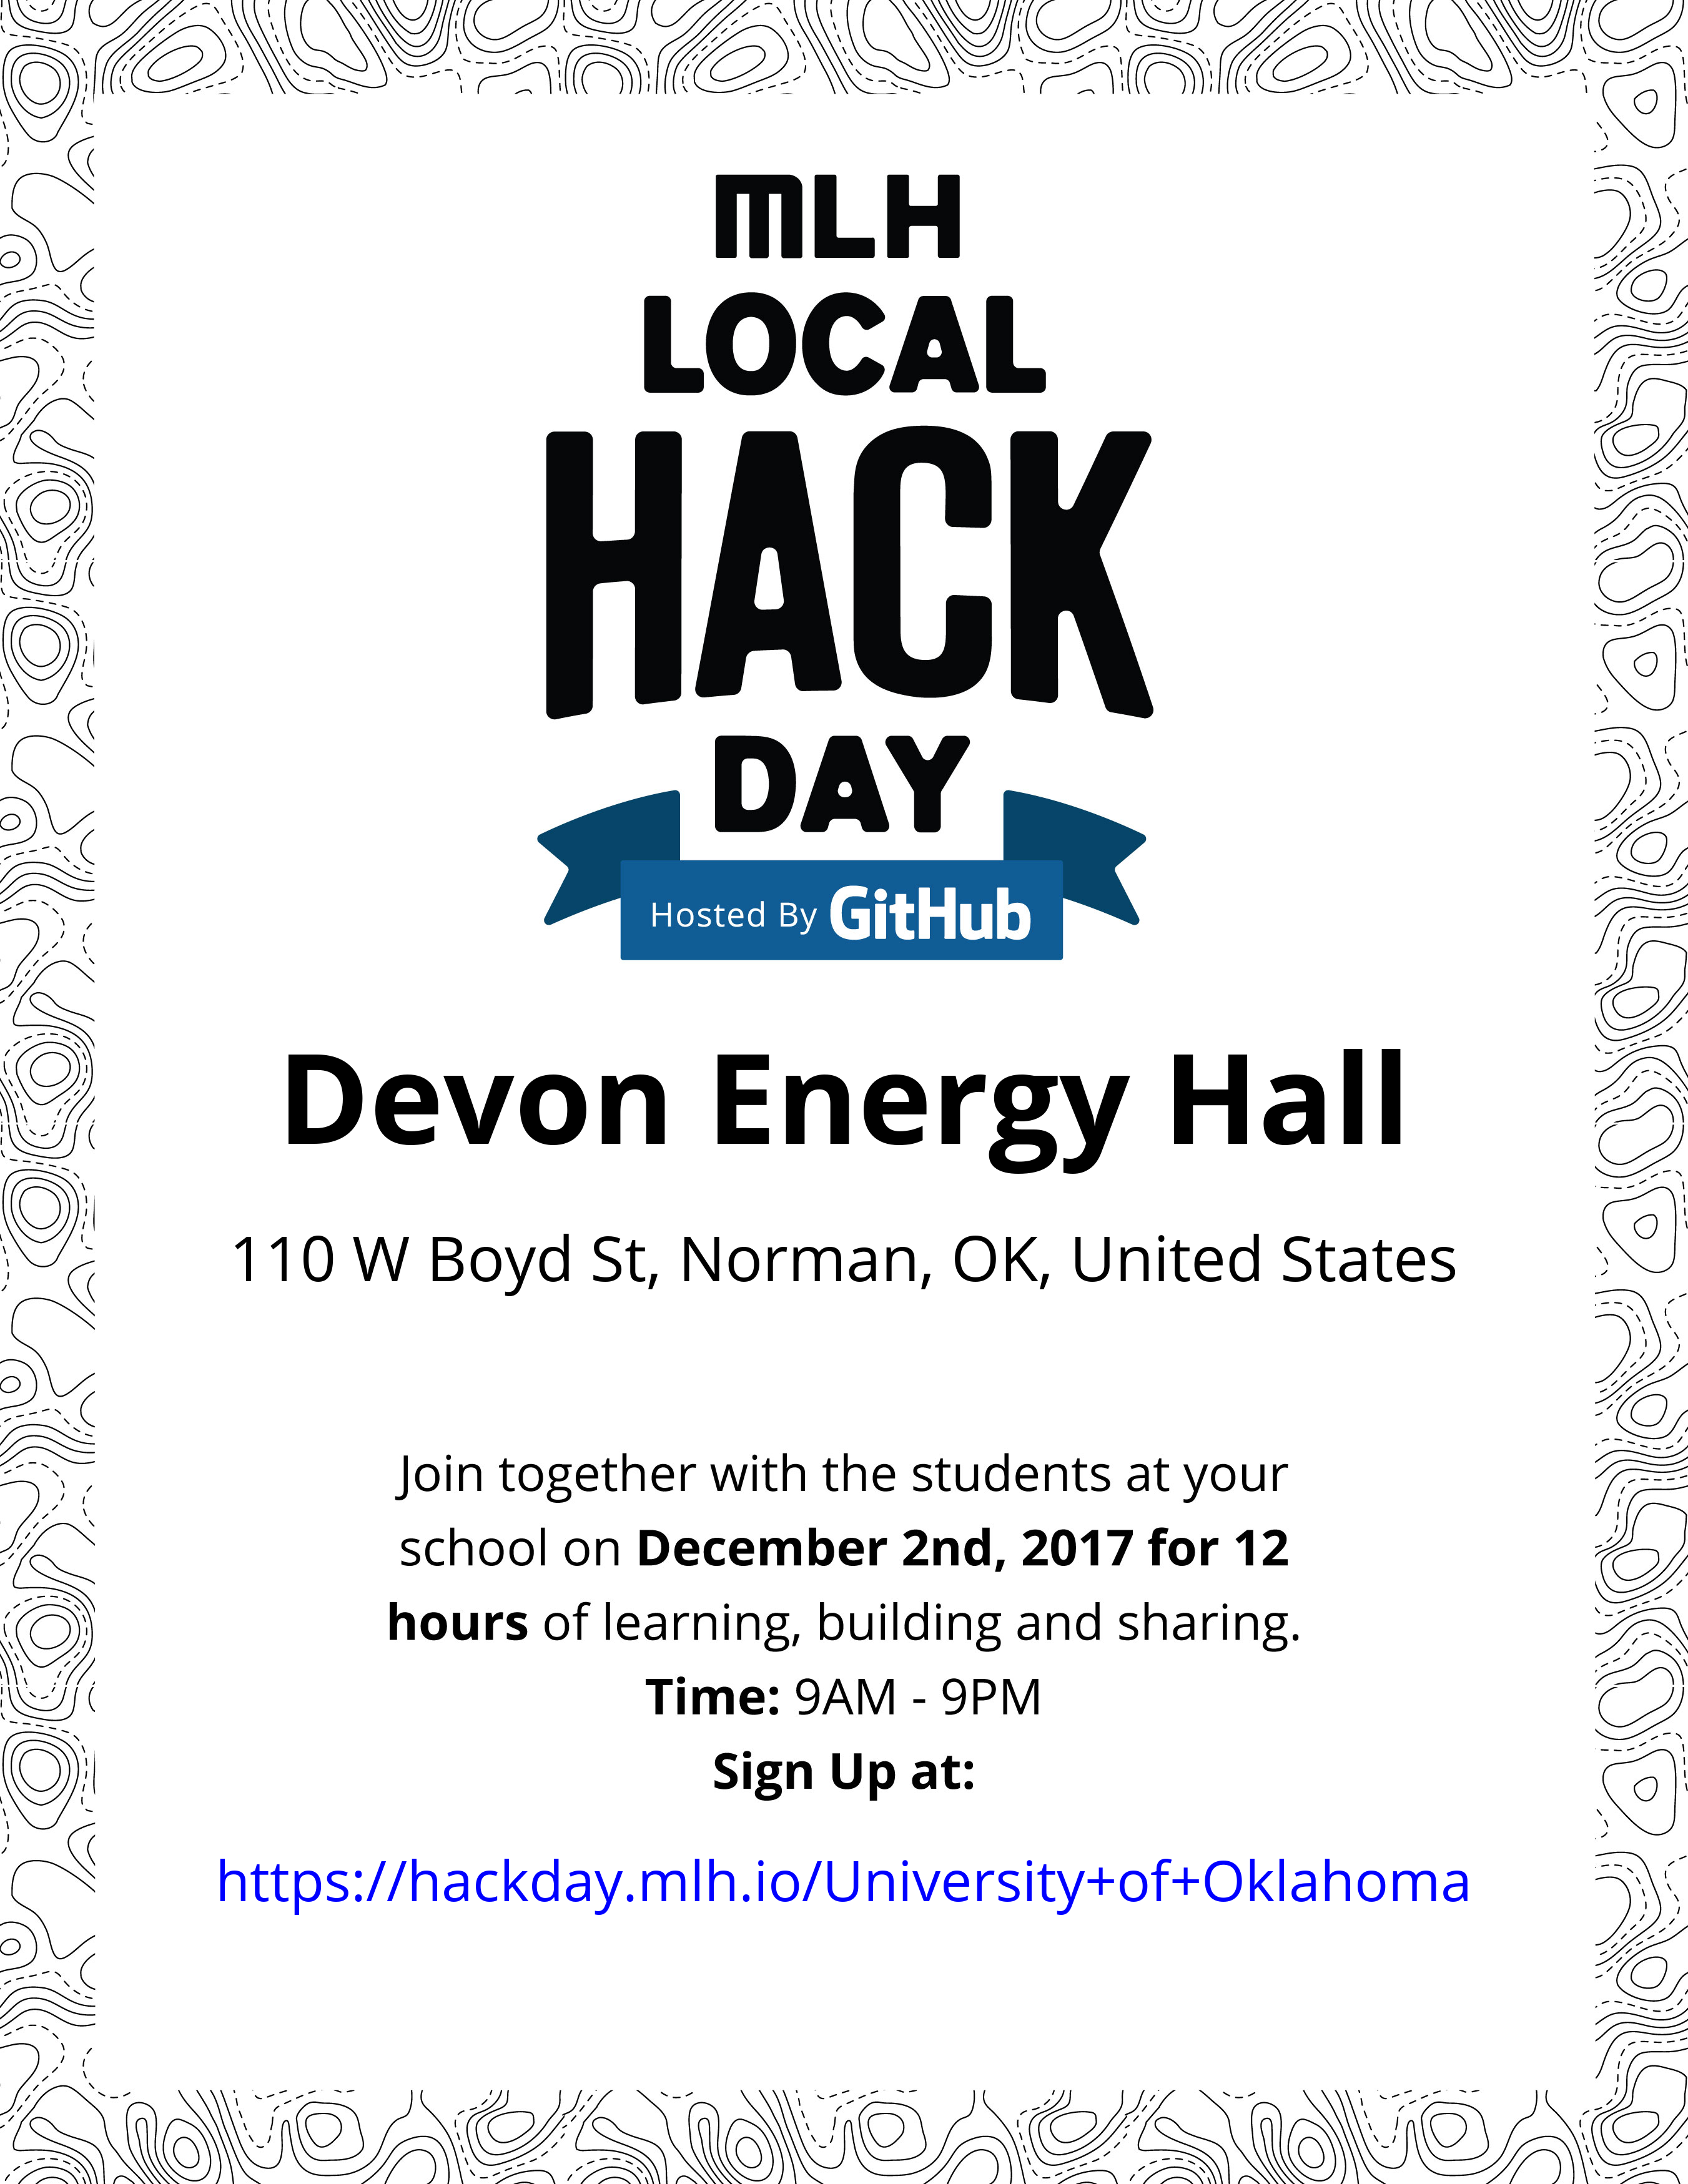 MLH
LOCAL
HACK
DAY
Hosted By GitHub
Devon Energy Hall
110 W Boyd St, Norman, OK, United States
Join together with the students at your
school on December 2nd, 2017 for 12
hours of learning, building and sharing.
Time: 9AM - 9PM
Sign Up at:
https://hackday.mlh.io/University+of+Oklahoma